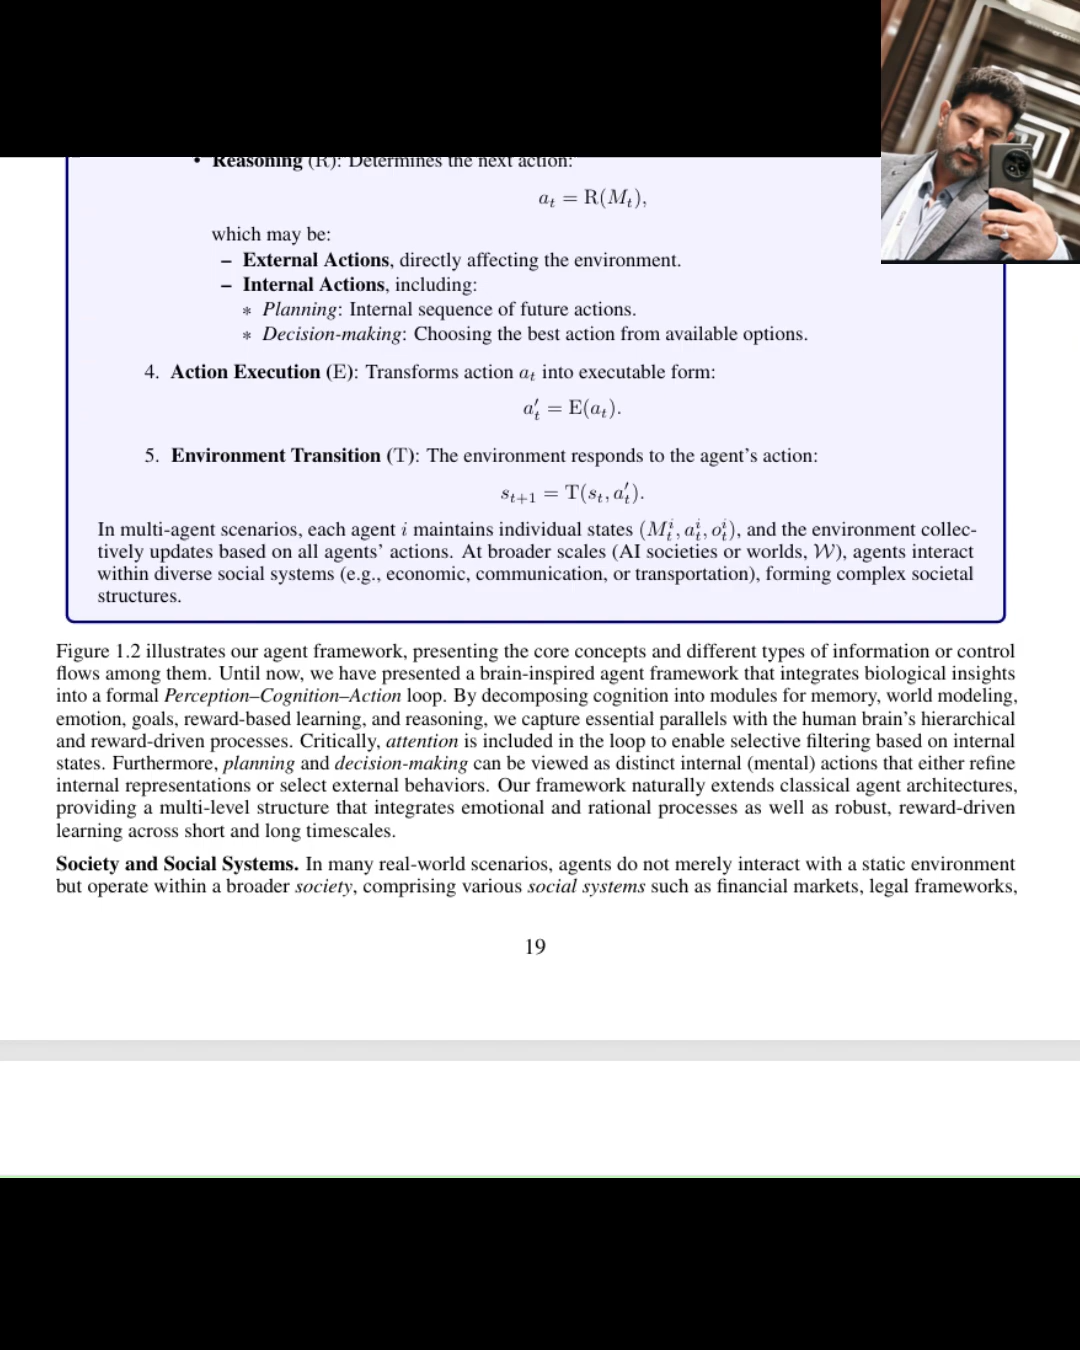 • Reasoning (R): Determines the next action:
aₜ = R(Mₜ),
which may be:
– External Actions, directly affecting the environment.
– Internal Actions, including:
∗ Planning: Internal sequence of future actions.
∗ Decision-making: Choosing the best action from available options.
4. Action Execution (E): Transforms action aₜ into executable form:
a′ₜ = E(aₜ).
5. Environment Transition (T): The environment responds to the agent's action:
sₜ₊₁ = T(sₜ, a′ₜ).
In multi-agent scenarios, each agent i maintains individual states (Mₜⁱ, aₜⁱ, oₜⁱ), and the environment collec-
tively updates based on all agents' actions. At broader scales (AI societies or worlds, 𝒲), agents interact
within diverse social systems (e.g., economic, communication, or transportation), forming complex societal
structures.
Figure 1.2 illustrates our agent framework, presenting the core concepts and different types of information or control
flows among them. Until now, we have presented a brain-inspired agent framework that integrates biological insights
into a formal Perception–Cognition–Action loop. By decomposing cognition into modules for memory, world modeling,
emotion, goals, reward-based learning, and reasoning, we capture essential parallels with the human brain's hierarchical
and reward-driven processes. Critically, attention is included in the loop to enable selective filtering based on internal
states. Furthermore, planning and decision-making can be viewed as distinct internal (mental) actions that either refine
internal representations or select external behaviors. Our framework naturally extends classical agent architectures,
providing a multi-level structure that integrates emotional and rational processes as well as robust, reward-driven
learning across short and long timescales.
Society and Social Systems. In many real-world scenarios, agents do not merely interact with a static environment
but operate within a broader society, comprising various social systems such as financial markets, legal frameworks,
19